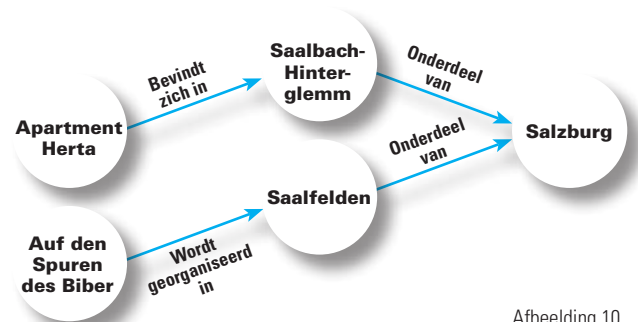 Apartment
Herta
Bevindt
zich in
Saalbach-
Hinter-
glemm
Onderdeel
van
Salzburg
Auf den
Spuren
des Biber
Wordt
georganiseerd
in
Saalfelden
Onderdeel
van
Afbeelding 10